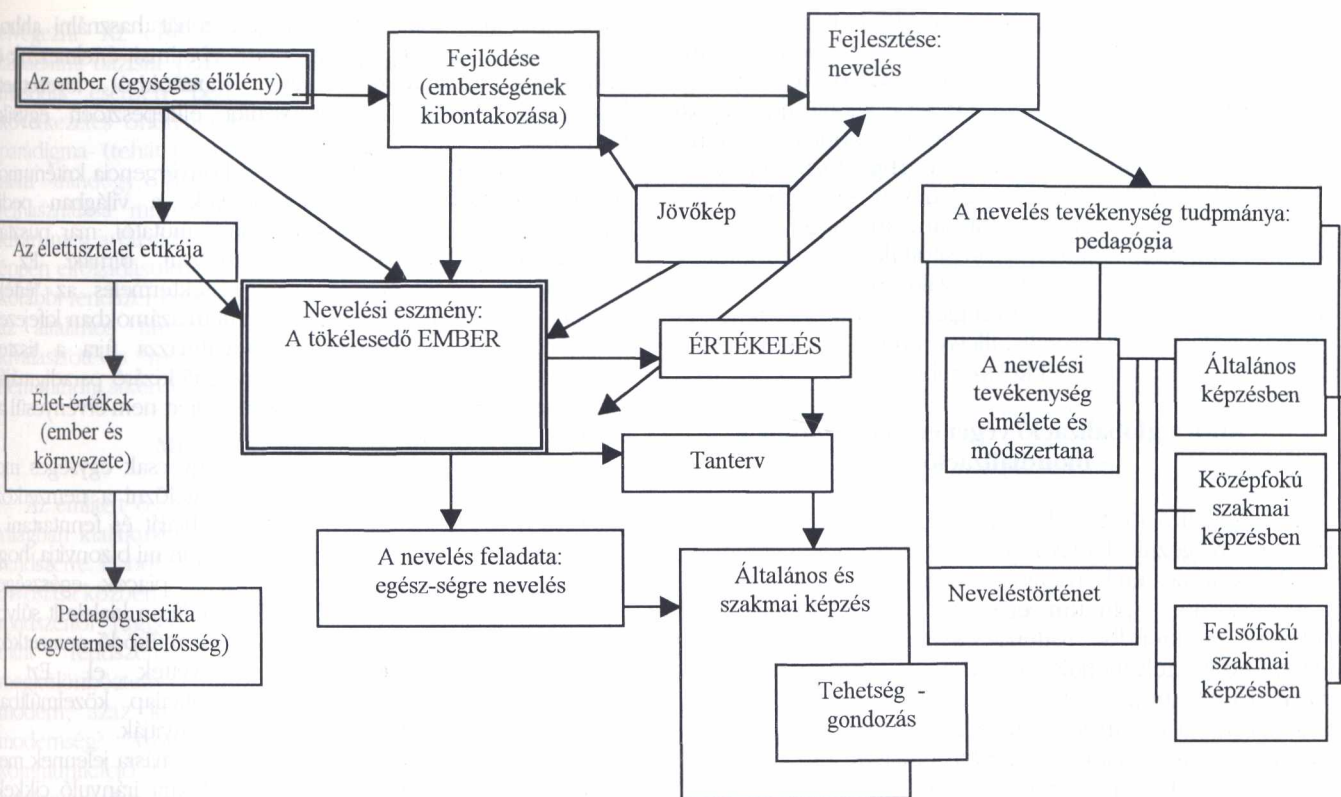 Az ember (egységes élőlény)
Fejlődése
(emberségének
kibontakozása)
Fejlesztése:
nevelés
Jövőkép
A nevelés tevékenység tudpmánya:
pedagógia
Az élettisztelet etikája
Nevelési eszmény:
A tökélesedő EMBER
ÉRTÉKELÉS
A nevelési
tevékenység
elmélete és
módszertana
Általános
képzésben
Élet-értékek
(ember és
környezete)
Tanterv
Középfokú
szakmai
képzésben
A nevelés feladata:
egész-ségre nevelés
Általános és
szakmai képzés
Neveléstörténet
Pedagógusetika
(egyetemes felelősség)
Felsőfokú
szakmai
képzésben
Tehetség -
gondozás